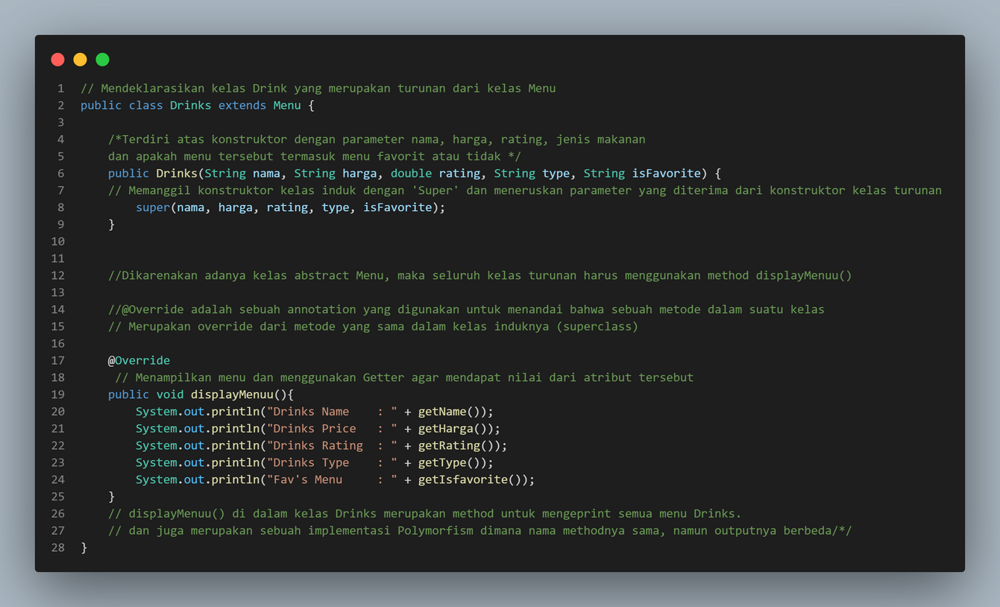 1 // Mendeklarasikan kelas Drink yang merupakan turunan dari kelas Menu
2 public class Drinks extends Menu {
3
4     /*Terdiri atas konstruktor dengan parameter nama, harga, rating, jenis makanan
5     dan apakah menu tersebut termasuk menu favorit atau tidak */
6     public Drinks(String nama, String harga, double rating, String type, String isFavorite) {
7     // Memanggil konstruktor kelas induk dengan 'Super' dan meneruskan parameter yang diterima dari konstruktor kelas turunan
8         super(nama, harga, rating, type, isFavorite);
9     }
10
11
12     //Dikarenakan adanya kelas abstract Menu, maka seluruh kelas turunan harus menggunakan method displayMenuu()
13
14     //@Override adalah sebuah annotation yang digunakan untuk menandai bahwa sebuah metode dalam suatu kelas
15     // Merupakan override dari metode yang sama dalam kelas induknya (superclass)
16
17     @Override
18      // Menampilkan menu dan menggunakan Getter agar mendapat nilai dari atribut tersebut
19     public void displayMenuu(){
20         System.out.println("Drinks Name    : " + getName());
21         System.out.println("Drinks Price   : " + getHarga());
22         System.out.println("Drinks Rating  : " + getRating());
23         System.out.println("Drinks Type    : " + getType());
24         System.out.println("Fav's Menu     : " + getIsfavorite());
25     }
26     // displayMenuu() di dalam kelas Drinks merupakan method untuk mengeprint semua menu Drinks.
27     // dan juga merupakan sebuah implementasi Polymorfism dimana nama methodnya sama, namun outputnya berbeda/*/
28 }